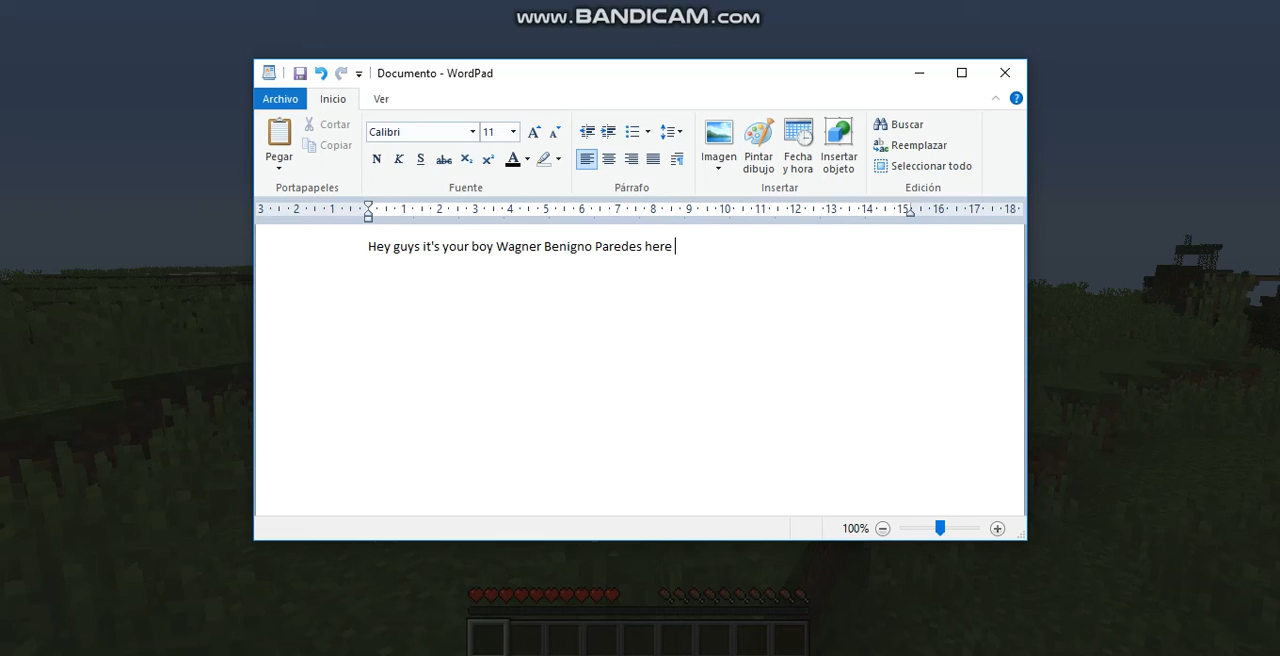 www.BANDICAM.com
Documento - WordPad
Archivo Inicio Ver
Pegar
Cortar
Copiar
Portapapeles
Calibri 11
N K S abc X₂ X² A
Fuente
Párrafo
Imagen
Pintar dibujo
Fecha y hora
Insertar objeto
Insertar
Buscar
Reemplazar
Seleccionar todo
Edición
3 2 1 1 2 3 4 5 6 7 8 9 10 11 12 13 14 15 16 17 18
Hey guys it's your boy Wagner Benigno Paredes here
100%